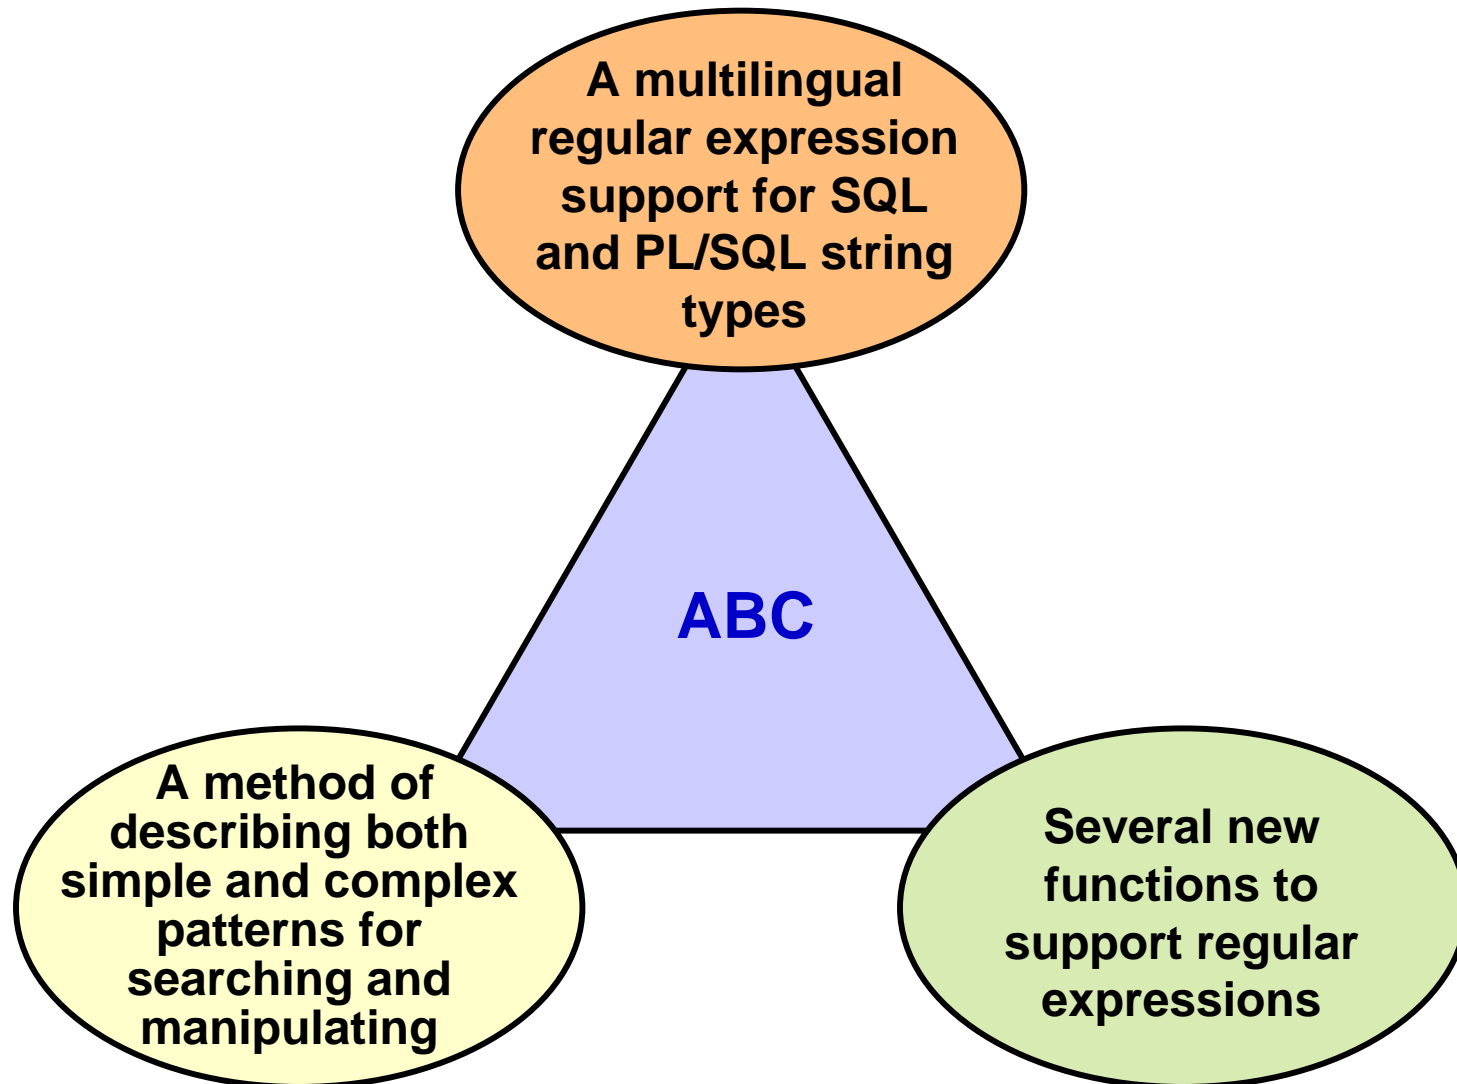 A multilingual
regular expression
support for SQL
and PL/SQL string
types
ABC
A method of
describing both
simple and complex
patterns for
searching and
manipulating
Several new
functions to
support regular
expressions